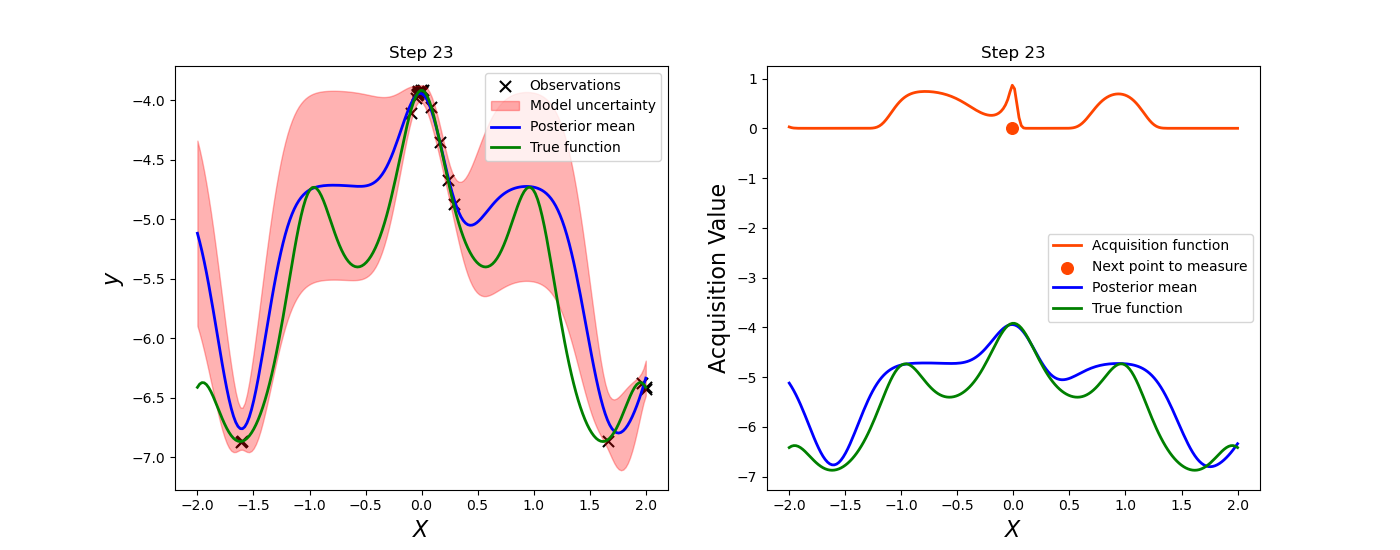 Step 23
y
−4.0
−4.5
−5.0
−5.5
−6.0
−6.5
−7.0
Observations
Model uncertainty
Posterior mean
True function
−2.0 −1.5 −1.0 −0.5 0.0 0.5 1.0 1.5 2.0
X
Step 23
Acquisition Value
1
0
−1
−2
−3
−4
−5
−6
−7
Acquisition function
Next point to measure
Posterior mean
True function
−2.0 −1.5 −1.0 −0.5 0.0 0.5 1.0 1.5 2.0
X